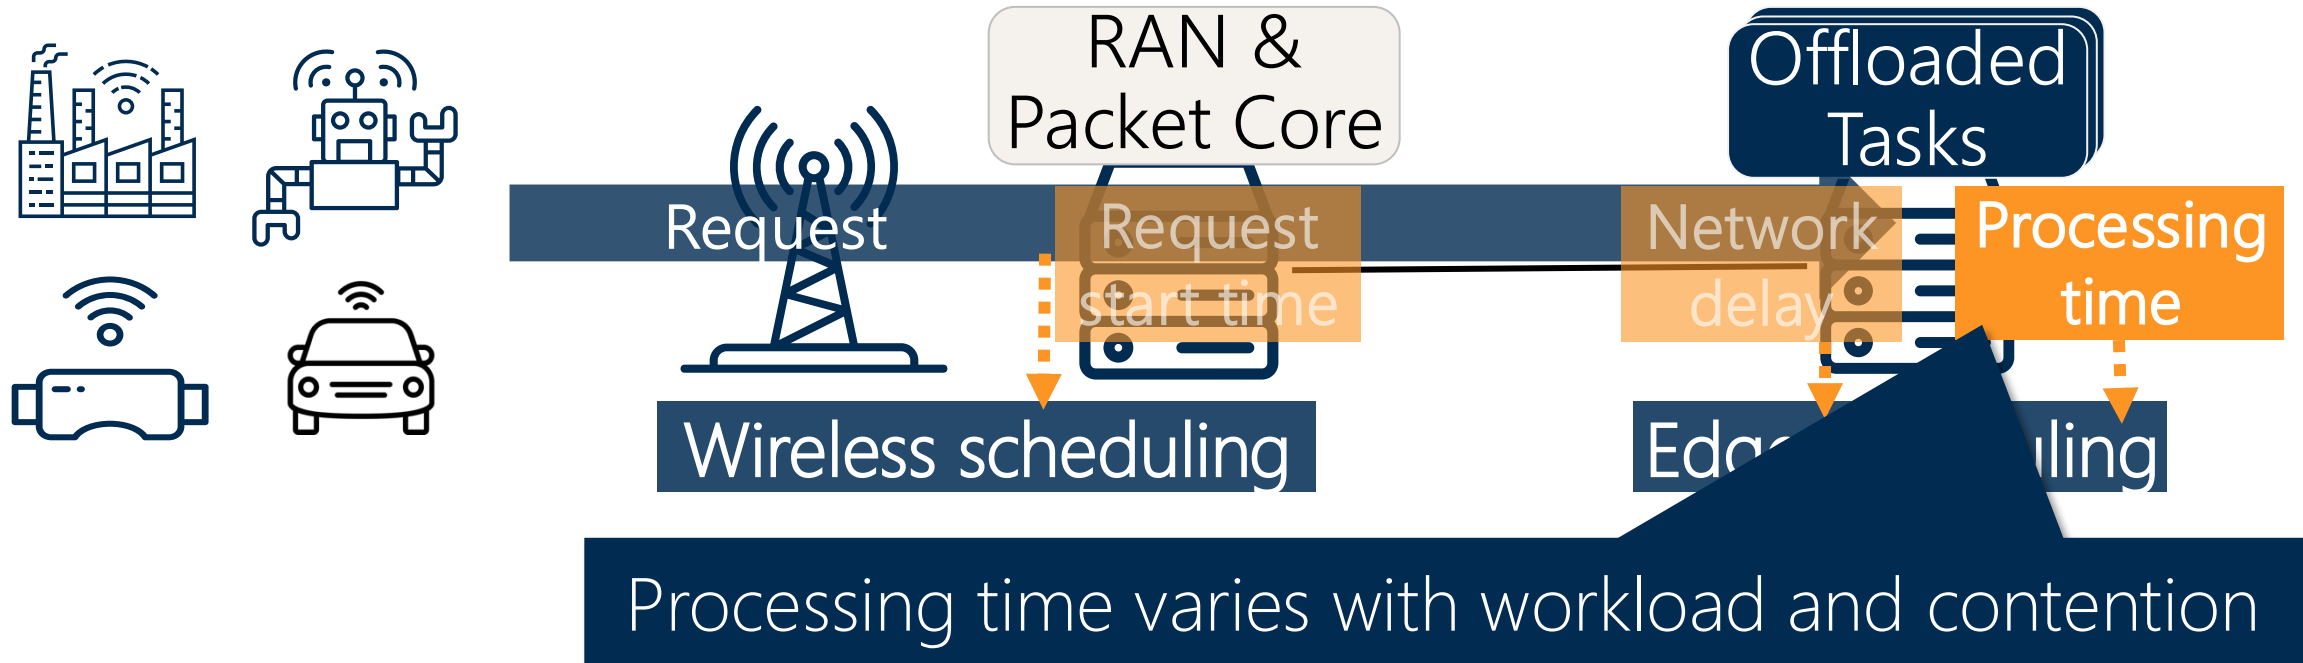 RAN &
Packet Core
Offloaded
Tasks
Request
Request
start time
Network
delay
Processing
time
Wireless scheduling
Processing time varies with workload and contention